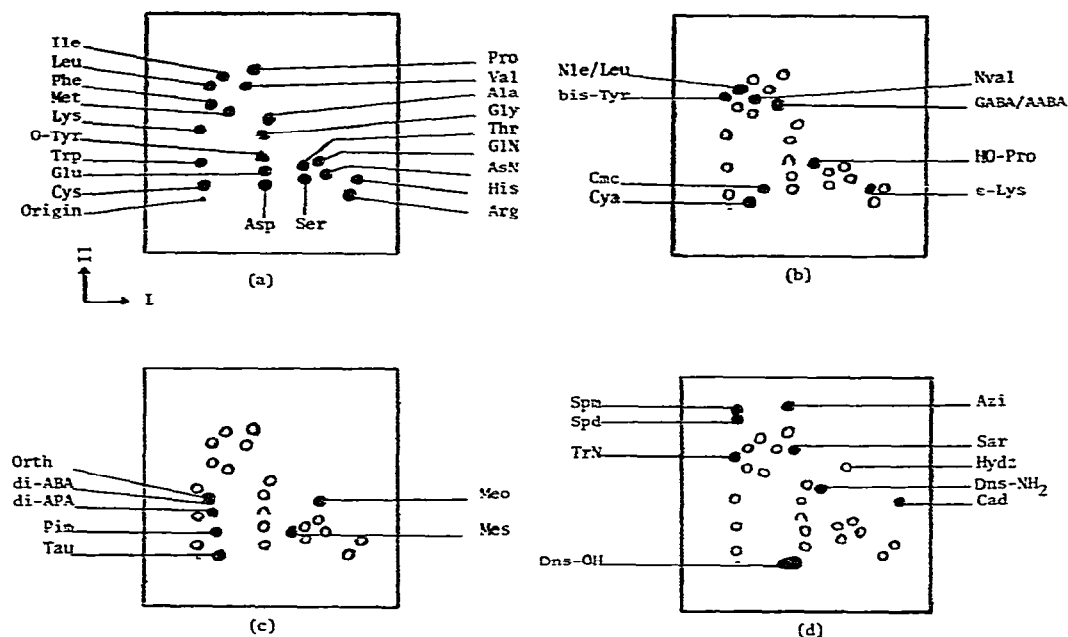 Ile
Leu
Phe
Met
Lys
O-Tyr
Trp
Glu
Cys
Origin
Pro
Val
Ala
Gly
Thr
GlN
AsN
His
Arg
Asp Ser
II
I
(a)
Nle/Leu
bis-Tyr
Cmc
Cya
Nval
GABA/AABA
HO-Pro
ε-Lys
(b)
Orth
di-ABA
di-APA
Pim
Tau
Meo
Mes
(c)
Spm
Spd
TrN
Dns-OH
Azi
Sar
Hydz
Dns-NH2
Cad
(d)